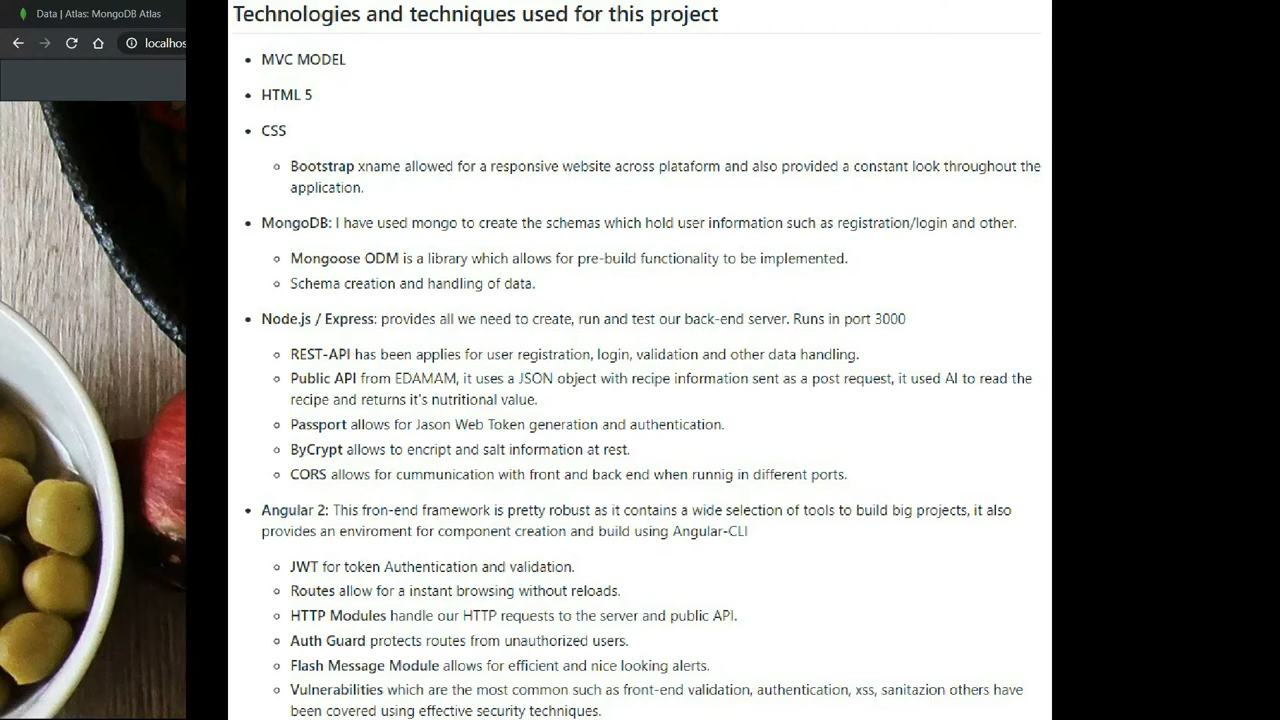 Data | Atlas: MongoDB Atlas
localhos
Technologies and techniques used for this project
MVC MODEL
HTML 5
CSS
Bootstrap xname allowed for a responsive website across plataform and also provided a constant look throughout the
application.
MongoDB: I have used mongo to create the schemas which hold user information such as registration/login and other.
Mongoose ODM is a library which allows for pre-build functionality to be implemented.
Schema creation and handling of data.
Node.js / Express: provides all we need to create, run and test our back-end server. Runs in port 3000
REST-API has been applies for user registration, login, validation and other data handling.
Public API from EDAMAM, it uses a JSON object with recipe information sent as a post request, it used AI to read the
recipe and returns it's nutritional value.
Passport allows for Jason Web Token generation and authentication.
ByCrypt allows to encript and salt information at rest.
CORS allows for cummunication with front and back end when runnig in different ports.
Angular 2: This fron-end framework is pretty robust as it contains a wide selection of tools to build big projects, it also
provides an enviroment for component creation and build using Angular-CLI
JWT for token Authentication and validation.
Routes allow for a instant browsing without reloads.
HTTP Modules handle our HTTP requests to the server and public API.
Auth Guard protects routes from unauthorized users.
Flash Message Module allows for efficient and nice looking alerts.
Vulnerabilities which are the most common such as front-end validation, authentication, xss, sanitazion others have
been covered using effective security techniques.